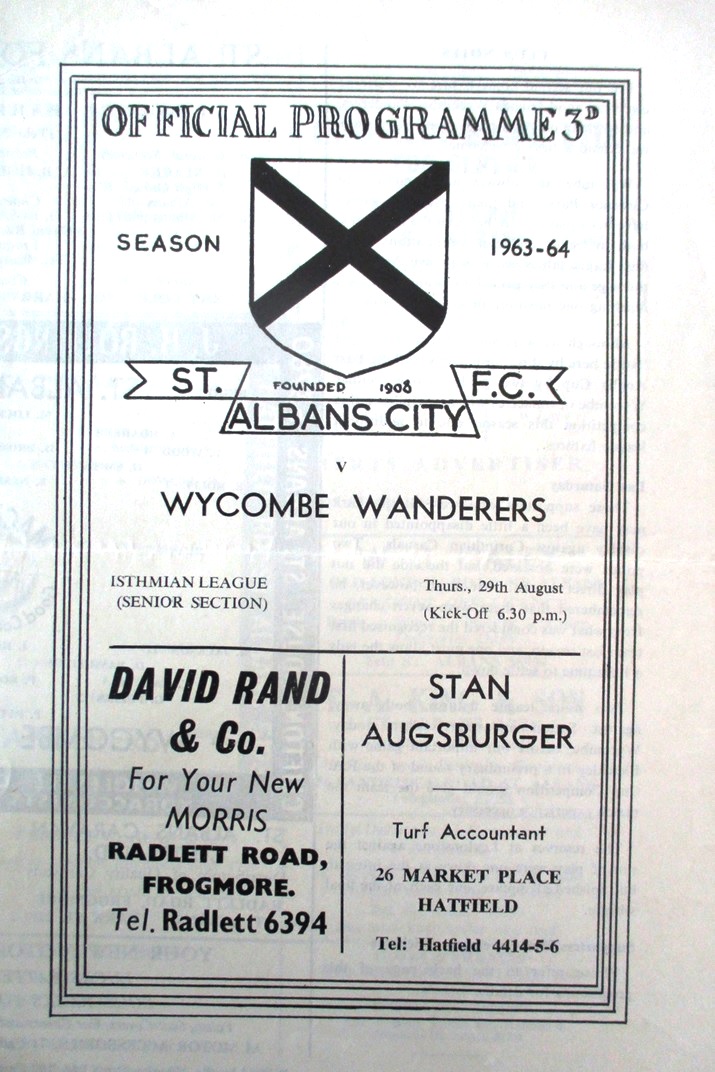 OFFICIAL PROGRAMME 3D
SEASON 1963-64
ST. FOUNDED 1908 F.C.
ALBANS CITY
v
WYCOMBE WANDERERS
ISTHMIAN LEAGUE
(SENIOR SECTION)
Thurs., 29th August
(Kick-Off 6.30 p.m.)
DAVID RAND
& Co.
For Your New
MORRIS
RADLETT ROAD,
FROGMORE.
Tel. Radlett 6394
STAN
AUGSBURGER
Turf Accountant
26 MARKET PLACE
HATFIELD
Tel: Hatfield 4414-5-6